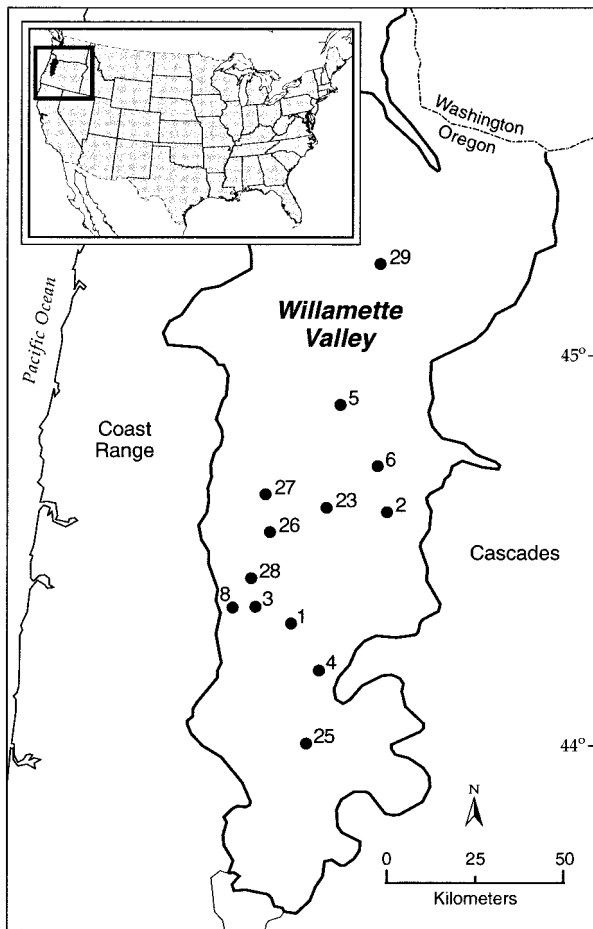 Washington
Oregon
Pacific Ocean
29
Willamette
Valley
45°
5
Coast
Range
6
27
23
2
26
Cascades
28
8
3
1
4
25
44°
N
0 25 50
Kilometers